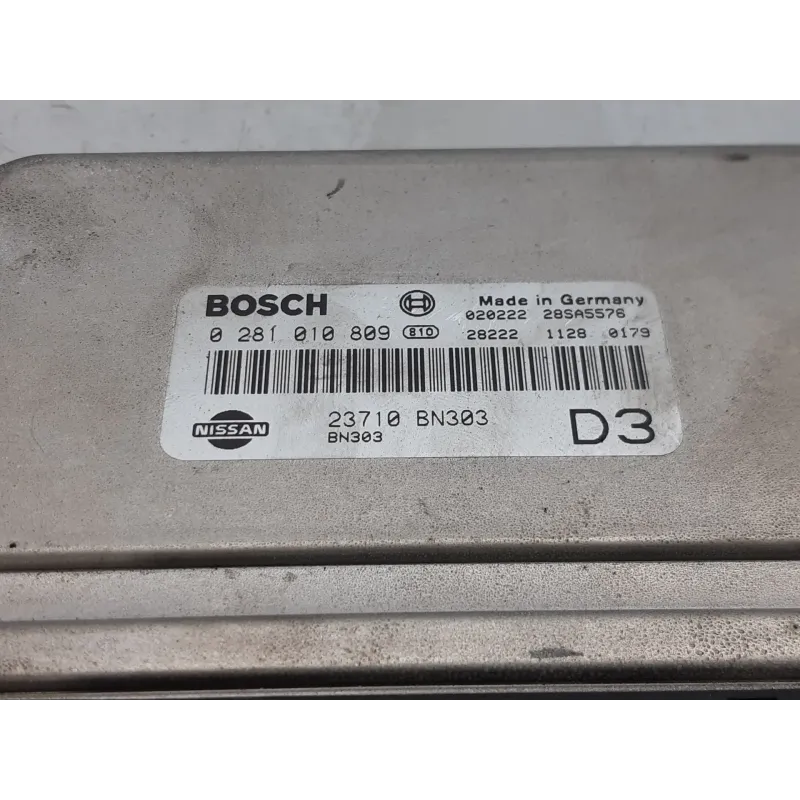 BOSCH Made in Germany
020222 28SA5576
0 281 010 809 810 28222 1128 0179
NISSAN 23710 BN303 D3
BN303